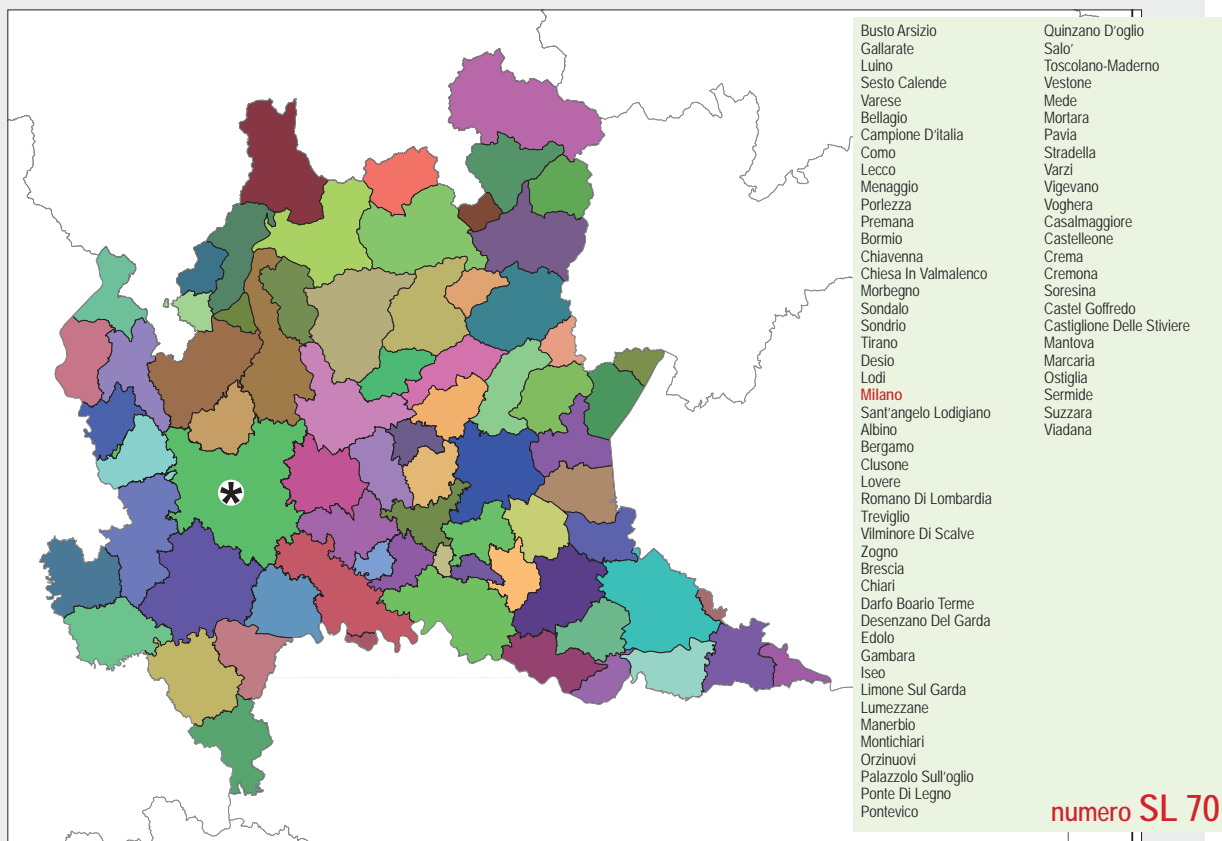 Busto Arsizio
Gallarate
Luino
Sesto Calende
Varese
Bellagio
Campione D'italia
Como
Lecco
Menaggio
Porlezza
Premana
Bormio
Chiavenna
Chiesa In Valmalenco
Morbegno
Sondalo
Sondrio
Tirano
Desio
Lodi
Milano
Sant'angelo Lodigiano
Albino
Bergamo
Clusone
Lovere
Romano Di Lombardia
Treviglio
Vilminore Di Scalve
Zogno
Brescia
Chiari
Darfo Boario Terme
Desenzano Del Garda
Edolo
Gambara
Iseo
Limone Sul Garda
Lumezzane
Manerbio
Montichiari
Orzinuovi
Palazzolo Sull'oglio
Ponte Di Legno
Pontevico
Quinzano D'oglio
Salo'
Toscolano-Maderno
Vestone
Mede
Mortara
Pavia
Stradella
Varzi
Vigevano
Voghera
Casalmaggiore
Castelleone
Crema
Cremona
Soresina
Castel Goffredo
Castiglione Delle Stiviere
Mantova
Marcaria
Ostiglia
Sermide
Suzzara
Viadana
numero SL 70
*